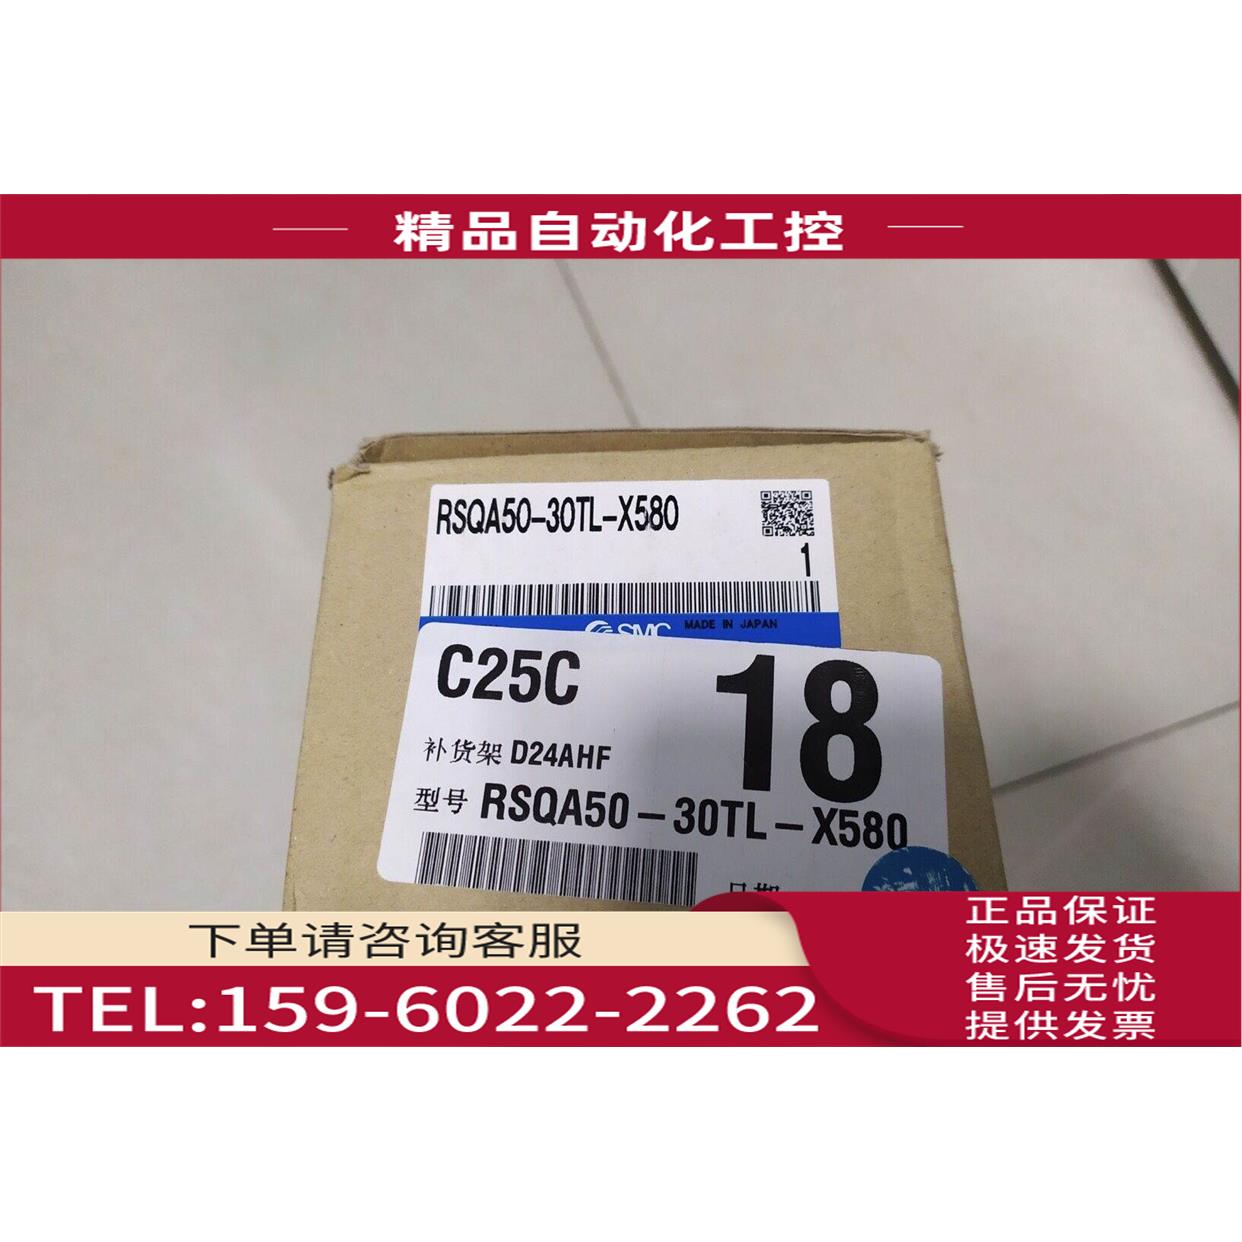 精品自动化工控
RSQA50-30TL-X580
1
SMC MADE IN JAPAN
C25C
18
补货架 D24AHF
型号 RSQA50-30TL-X580
下单请咨询客服
TEL:159-6022-2262
正品保证
极速发货
售后无忧
提供发票